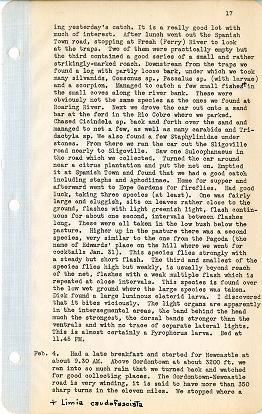 17
ing yesterday's catch. It is a really good lot with
much of interest. After lunch went out the Spanish
Town road, stopping at Fresh (Ferry) River to look
at the traps. Two of them were practically empty but
the third contained a good series of a small and rather
strikingly-marked roach. Downstream from the traps we
found a log with partly loose bark, under which we took
many silvanids, Cossonus sp., Passalus sp. (with larvae)
and a scorpion. Managed to catch a few small fishes in
the small coves along the river bank. These were
obviously not the same species as the ones we found at
Roaring River. Next we drove the car out onto a sand
bar at the ford in the Rio Cobre where we parked.
Chased Cicindela sp. back and forth over the sand and
managed to net a few, as well as many carabids and Tri-
dactyla sp. We also found a few Staphylinidae under
stones. From there we ran the car out the Sligoville
road nearly to Sligoville. Saw one Eulophonotus in
the road which we collected. Turned the car around
near a citrus plantation and put the net on. Emptied
it at Spanish Town and found that we had a good catch
including staphs and aphodines. Home for supper and
afterward went to Hope Gardens for fireflies. Had good
luck, taking three species (at least). One was fairly
large and sluggish, sits on leaves rather close to the
ground, flashes with light greenish light, flash contin-
uous for about one second, intervals between flashes
long. These were all taken in the low bush below the
pasture. Higher up in the pasture there was a second
species, very similar to the one from the Pagoda (the
name of Edwards' place on the hill where we went for
cocktails Jan. 31). This species flies strongly with
a steady but short flash. The third and smallest of the
species flies high but weakly, is usually beyond reach
of the net, flashes with a weak multiple flash which is
repeated at close intervals. This species is found over
the low wet ground where the large species was taken.
Dick found a large luminous elaterid larva. I discovered
that it bites viciously. The light organs are apparently
in the intersegmental areas, the band behind the head
much the strongest, the dorsal bands stronger than the
ventrals and with no trace of separate lateral lights.
This is almost certainly a Pyrophorus larva. Bed at
11.45 PM.
Feb. 4. Had a late breakfast and started for Newcastle at
about 9.30 AM. Above Gordontown at about 3200 ft. we
ran into so much rain that we turned back and watched
for good collecting places. The Gordontown-Newcastle
road is very winding, it is said to have more than 350
sharp turns in the eleven miles. We stopped where a
+ Limia caudofasciata